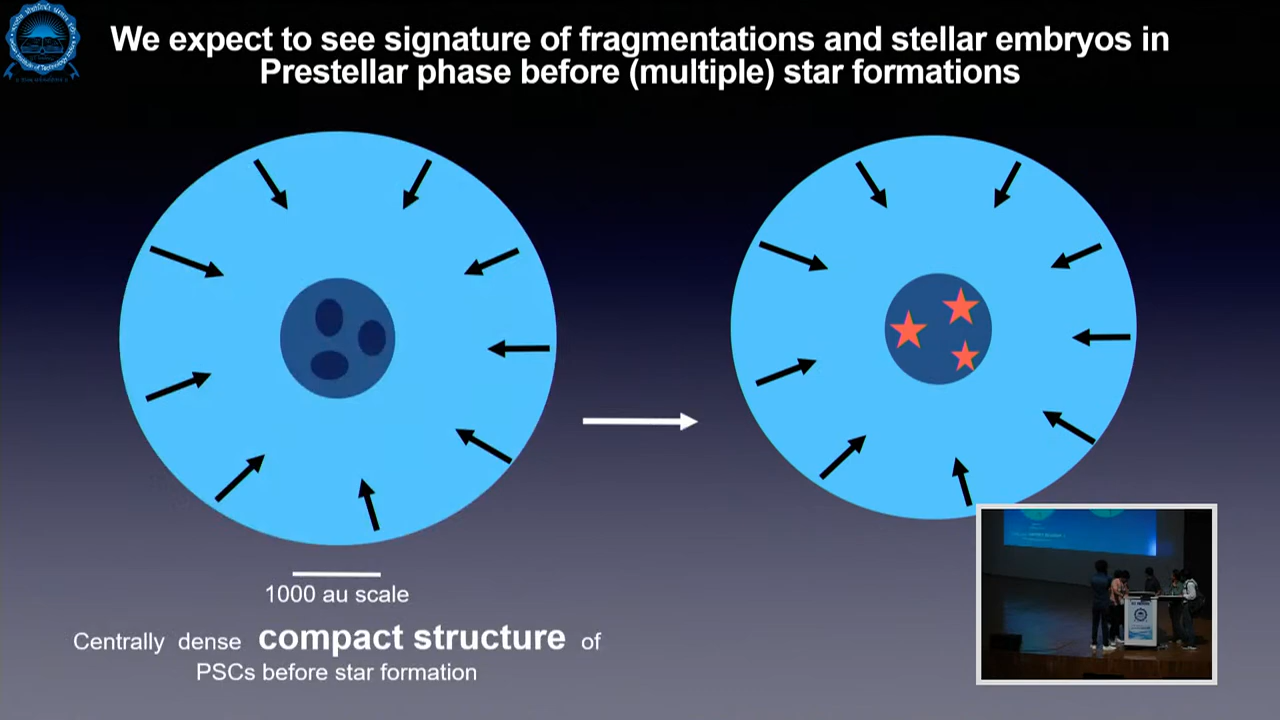 We expect to see signature of fragmentations and stellar embryos in
Prestellar phase before (multiple) star formations
1000 au scale
Centrally dense compact structure of
PSCs before star formation